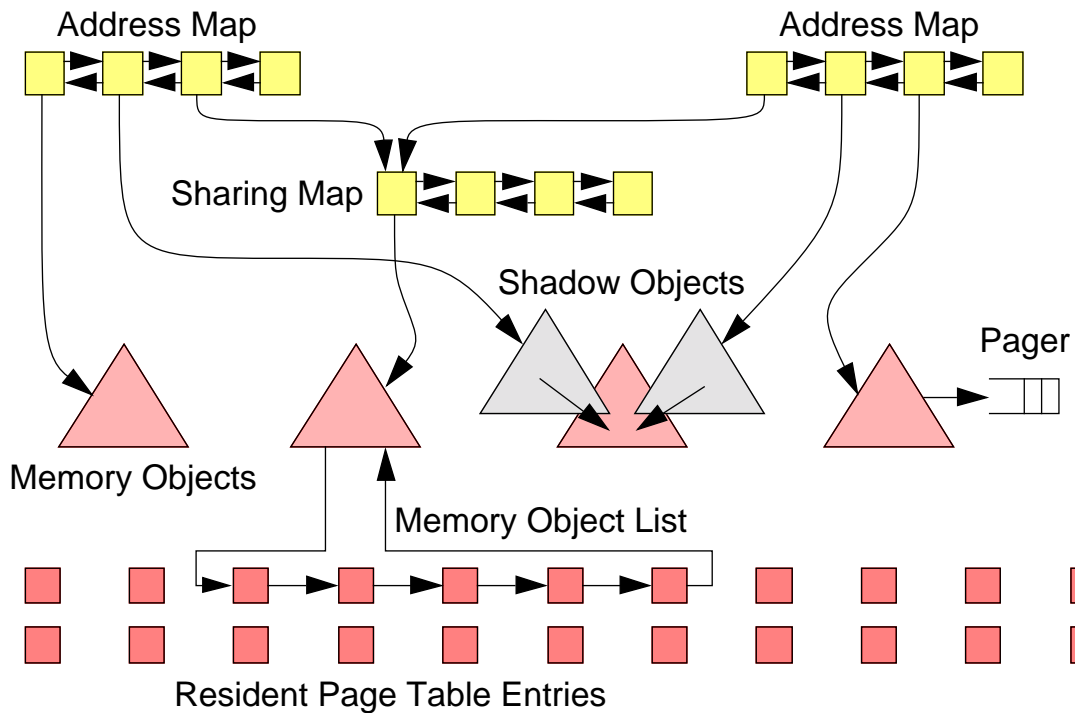 Address Map
Address Map
Sharing Map
Shadow Objects
Pager
Memory Objects
Memory Object List
Resident Page Table Entries